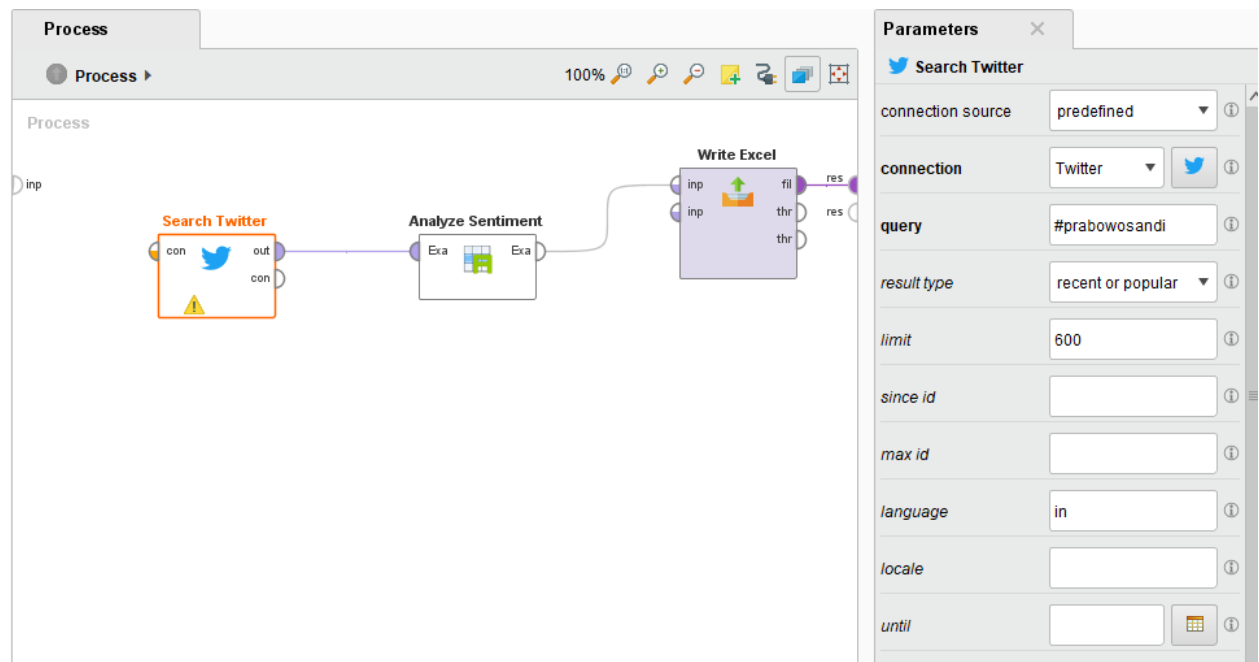 Process
Process
100%
Process
inp
Search Twitter
con out
con
Analyze Sentiment
Exa Exa
Write Excel
inp fil
inp thr
thr
res
res
Parameters
Search Twitter
connection source predefined
connection Twitter
query #prabowosandi
result type recent or popular
limit 600
since id
max id
language in
locale
until